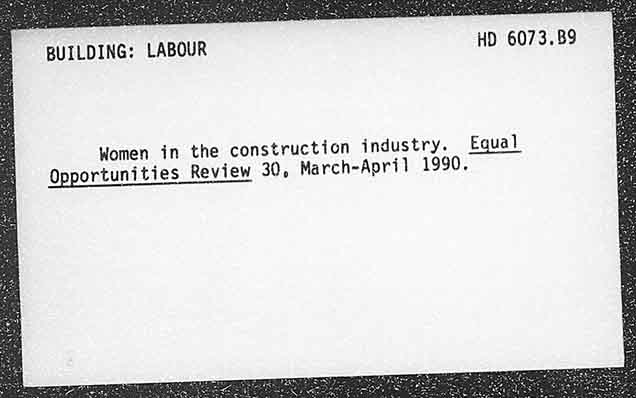 BUILDING: LABOUR
HD 6073.B9
Women in the construction industry. Equal
Opportunities Review 30, March-April 1990.